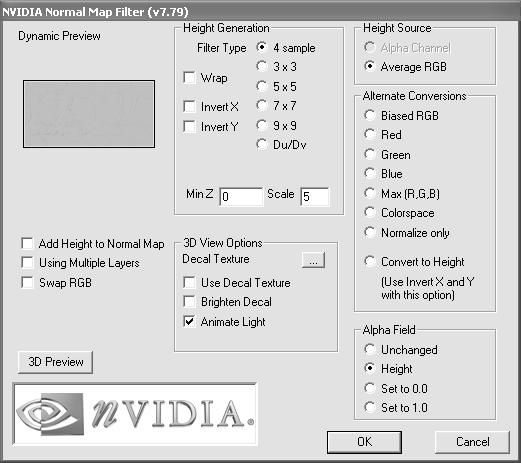 NVIDIA Normal Map Filter (v7.79)
Dynamic Preview
Height Generation
Filter Type
4 sample
3 x 3
5 x 5
7 x 7
9 x 9
Du/Dv
Wrap
Invert X
Invert Y
Min Z 0 Scale 5
Height Source
Alpha Channel
Average RGB
Alternate Conversions
Biased RGB
Red
Green
Blue
Max (R,G,B)
Colorspace
Normalize only
Convert to Height
(Use Invert X and Y
with this option)
Add Height to Normal Map
Using Multiple Layers
Swap RGB
3D View Options
Decal Texture ...
Use Decal Texture
Brighten Decal
Animate Light
Alpha Field
Unchanged
Height
Set to 0.0
Set to 1.0
3D Preview
nVIDIA.®
OK
Cancel